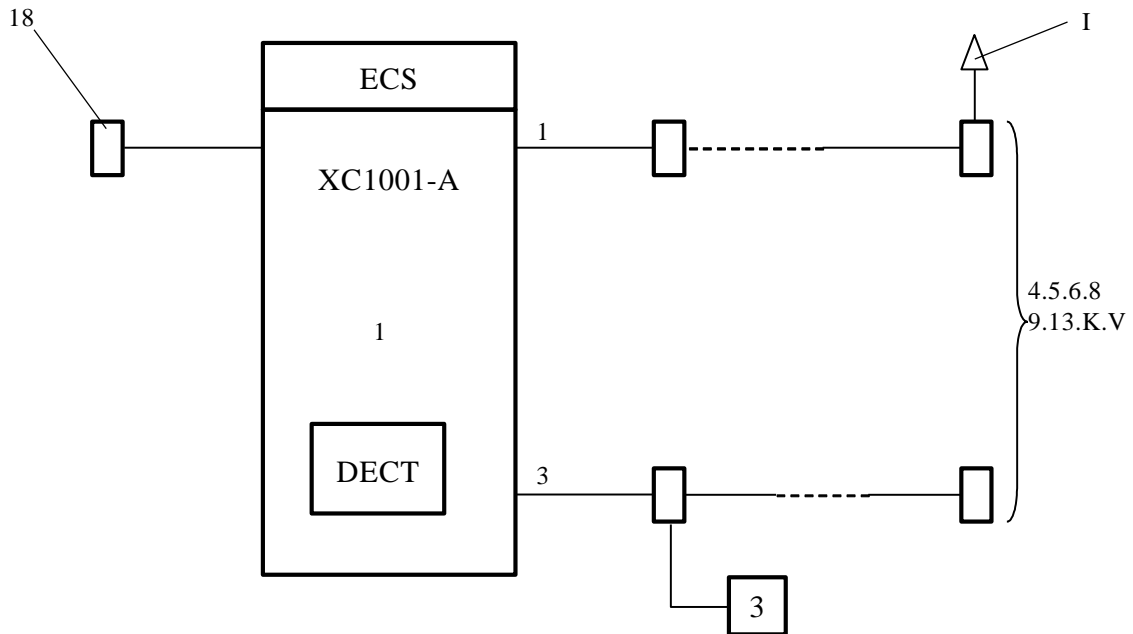 18
I
ECS
1
XC1001-A
4.5.6.8
9.13.K.V
1
DECT
3
3